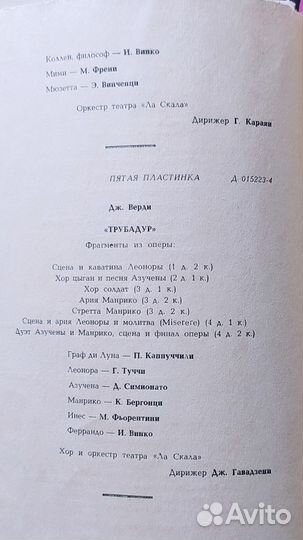 Коллен, философ — И. Винко
Мими — М. Френи
Мюзетта — Э. Винченци
Оркестр театра «Ла Скала»
Дирижер Г. Караян
ПЯТАЯ ПЛАСТИНКА Д 015223-4
Дж. Верди
«ТРУБАДУР»
Фрагменты из оперы:
Сцена и каватина Леоноры (1 д. 2 к.)
Хор цыган и песня Азучены (2 д. 1 к.)
Хор солдат (3 д. 1 к.)
Ария Манрико (3 д. 2 к.)
Стретта Манрико (3 д. 2 к.)
Сцена и ария Леоноры и молитва (Miserere) (4 д. 1 к.)
Дуэт Азучены и Манрико, сцена и финал оперы (4 д. 2 к.)
Граф ди Луна — П. Каппуччили
Леонора — Г. Туччи
Азучена — Д. Симионато
Манрико — К. Бергонци
Инес — М. Фьорентини
Феррандо — И. Винко
Хор и оркестр театра «Ла Скала»
Дирижер Дж. Гавадзени
Avito